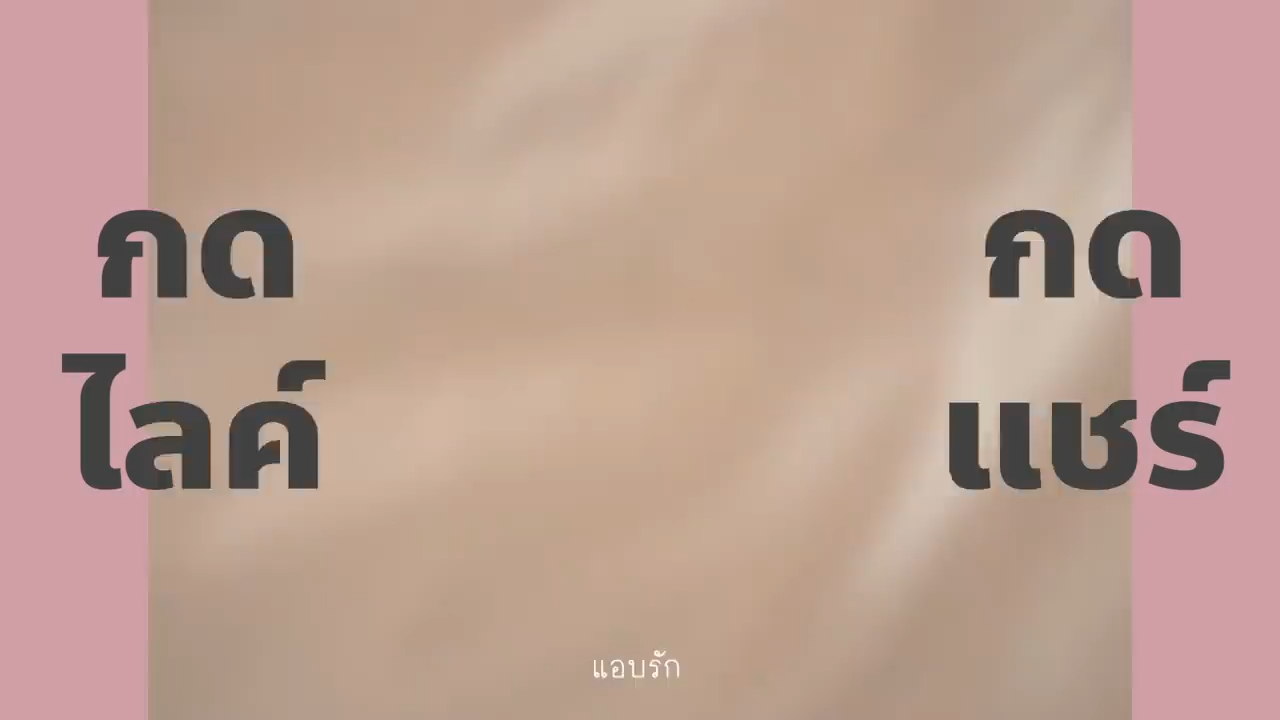 กด
ไลค์
กด
แชร์
แอบรัก